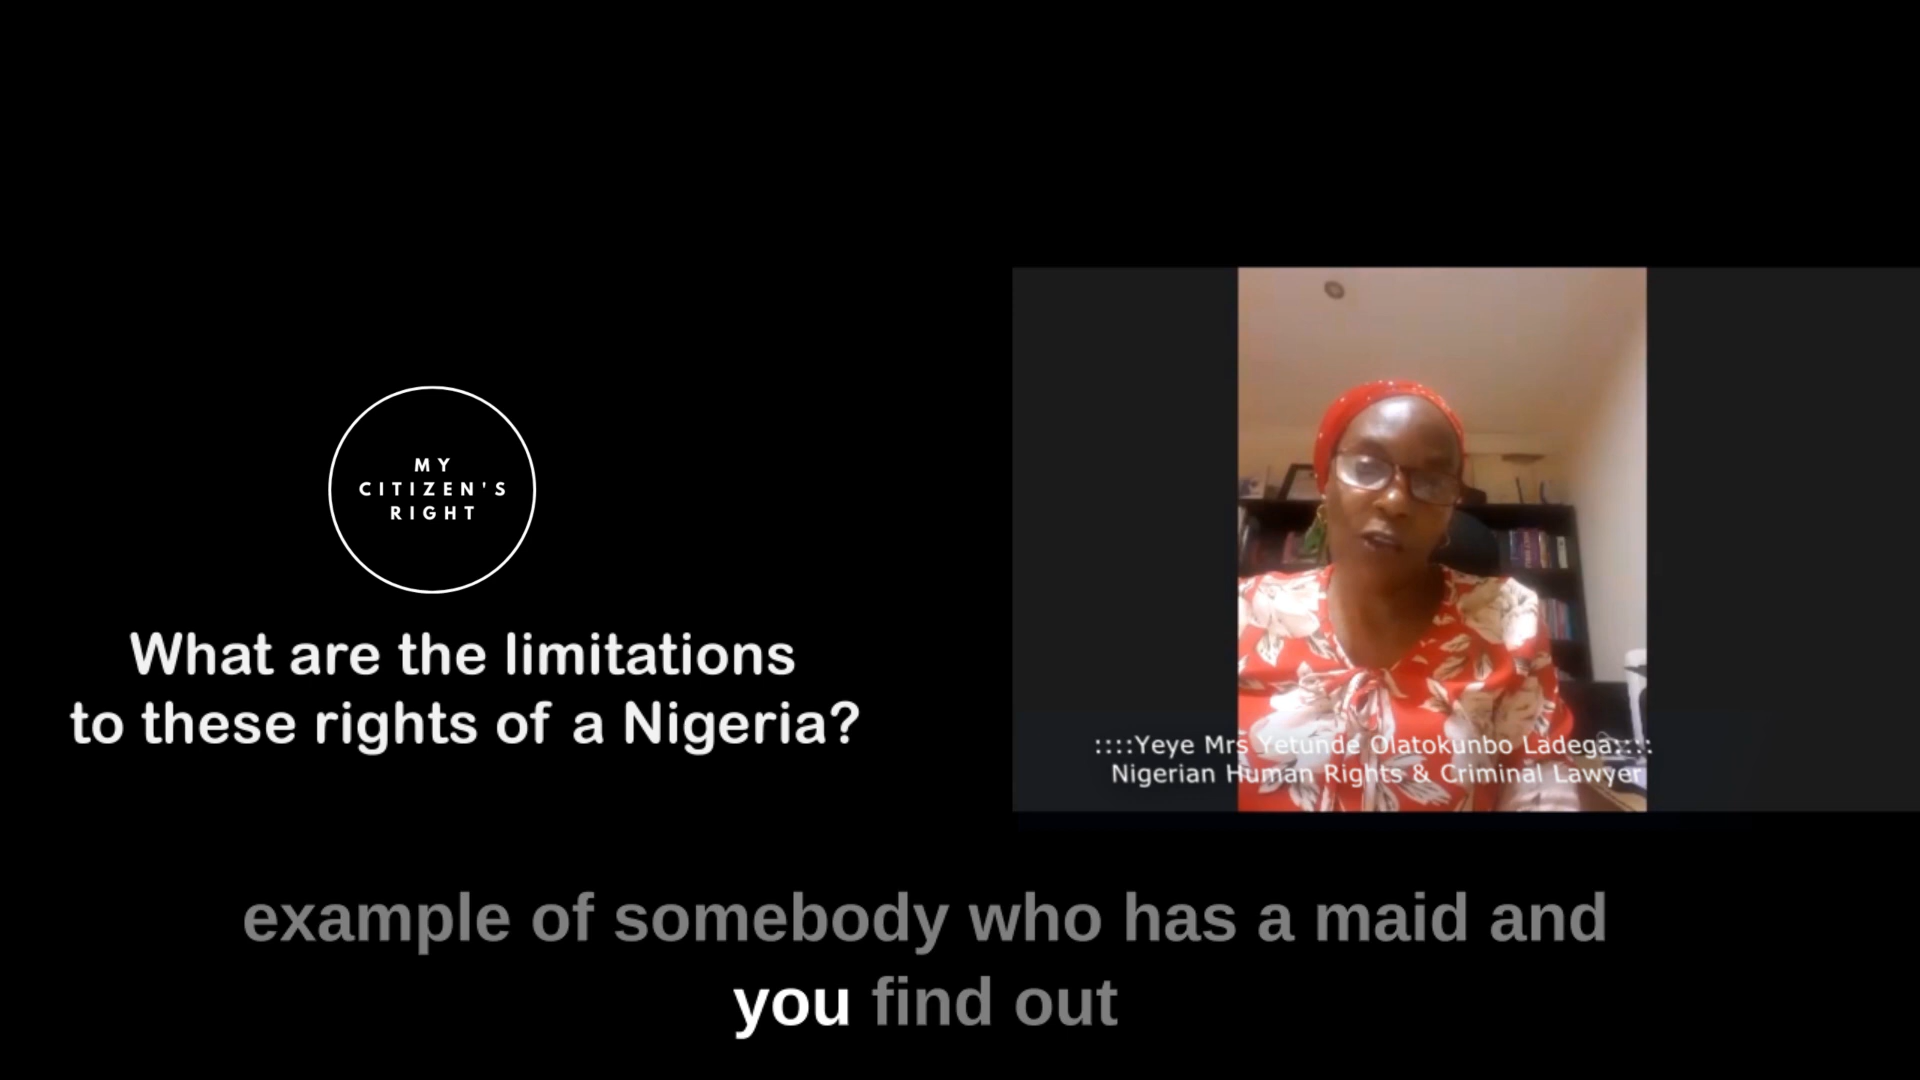 MY
CITIZEN'S
RIGHT
What are the limitations
to these rights of a Nigeria?
::::Yeye Mrs Yetunde Olatokunbo Ladega::::
Nigerian Human Rights & Criminal Lawyer
example of somebody who has a maid and
you find out